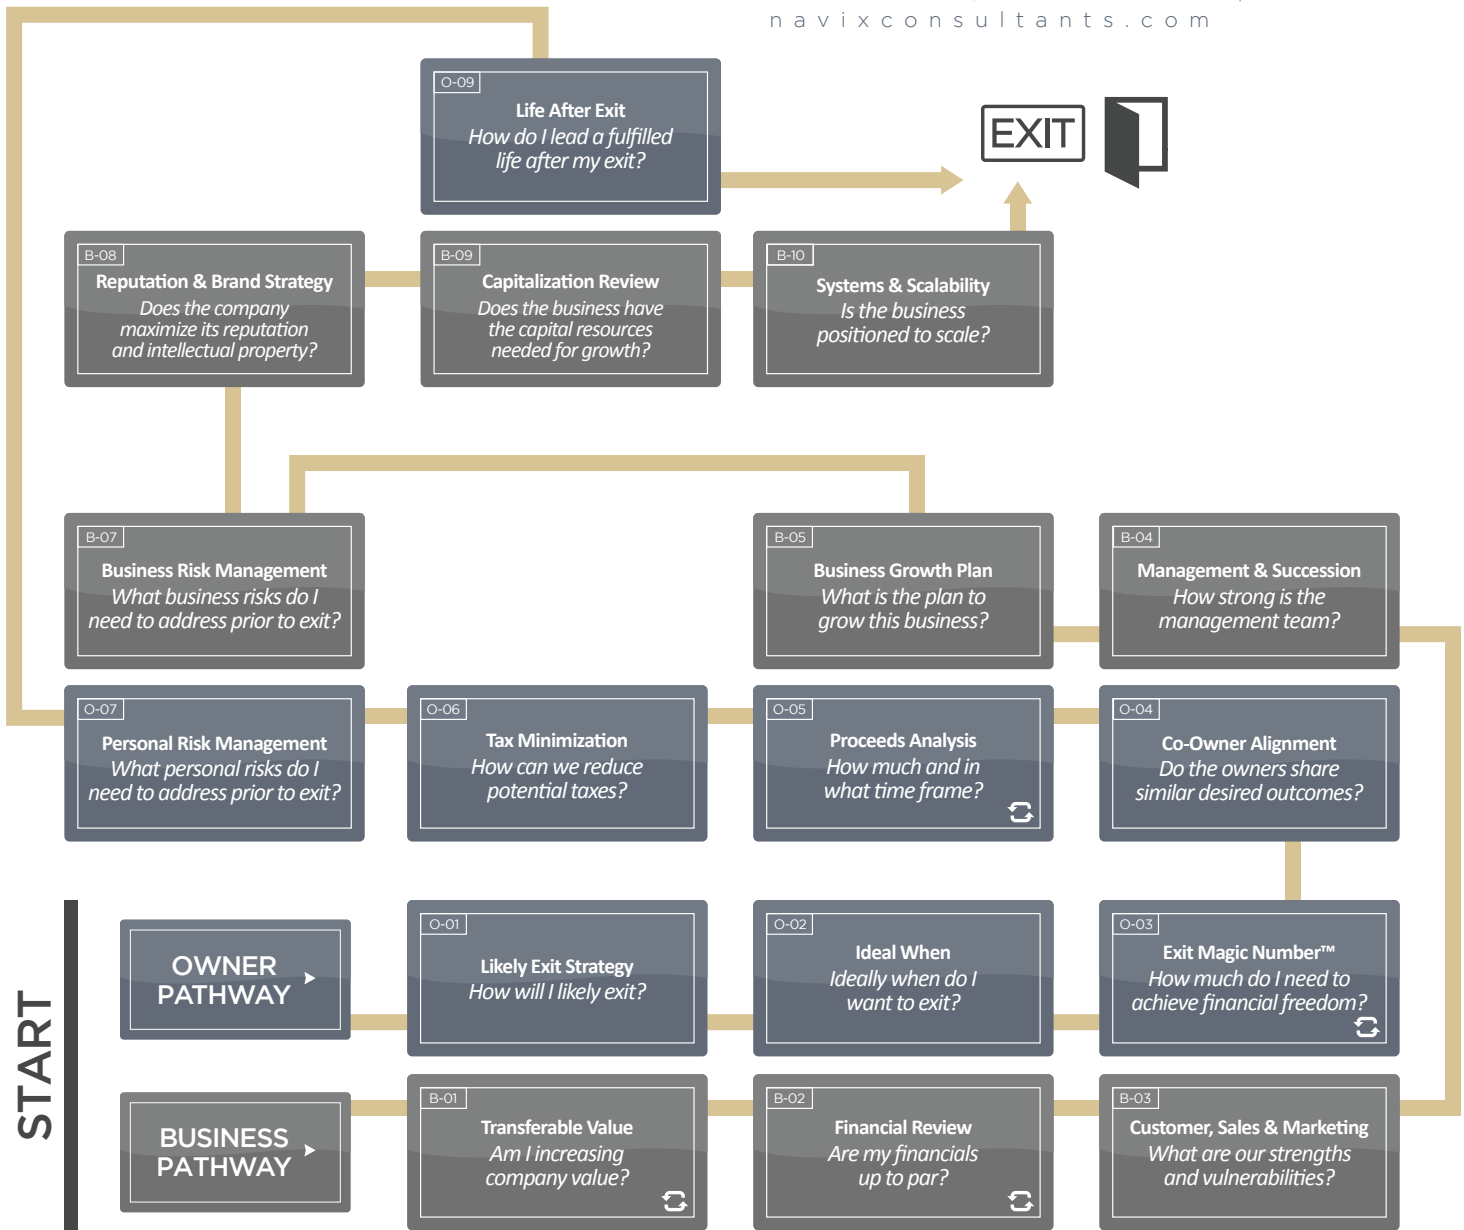 navixconsultants.com
O-09
Life After Exit
How do I lead a fulfilled
life after my exit?
EXIT
B-08
Reputation & Brand Strategy
Does the company
maximize its reputation
and intellectual property?
B-09
Capitalization Review
Does the business have
the capital resources
needed for growth?
B-10
Systems & Scalability
Is the business
positioned to scale?
B-07
Business Risk Management
What business risks do I
need to address prior to exit?
B-05
Business Growth Plan
What is the plan to
grow this business?
B-04
Management & Succession
How strong is the
management team?
O-07
Personal Risk Management
What personal risks do I
need to address prior to exit?
O-06
Tax Minimization
How can we reduce
potential taxes?
O-05
Proceeds Analysis
How much and in
what time frame?
O-04
Co-Owner Alignment
Do the owners share
similar desired outcomes?
START
OWNER
PATHWAY
O-01
Likely Exit Strategy
How will I likely exit?
O-02
Ideal When
Ideally when do I
want to exit?
O-03
Exit Magic Number™
How much do I need to
achieve financial freedom?
BUSINESS
PATHWAY
B-01
Transferable Value
Am I increasing
company value?
B-02
Financial Review
Are my financials
up to par?
B-03
Customer, Sales & Marketing
What are our strengths
and vulnerabilities?